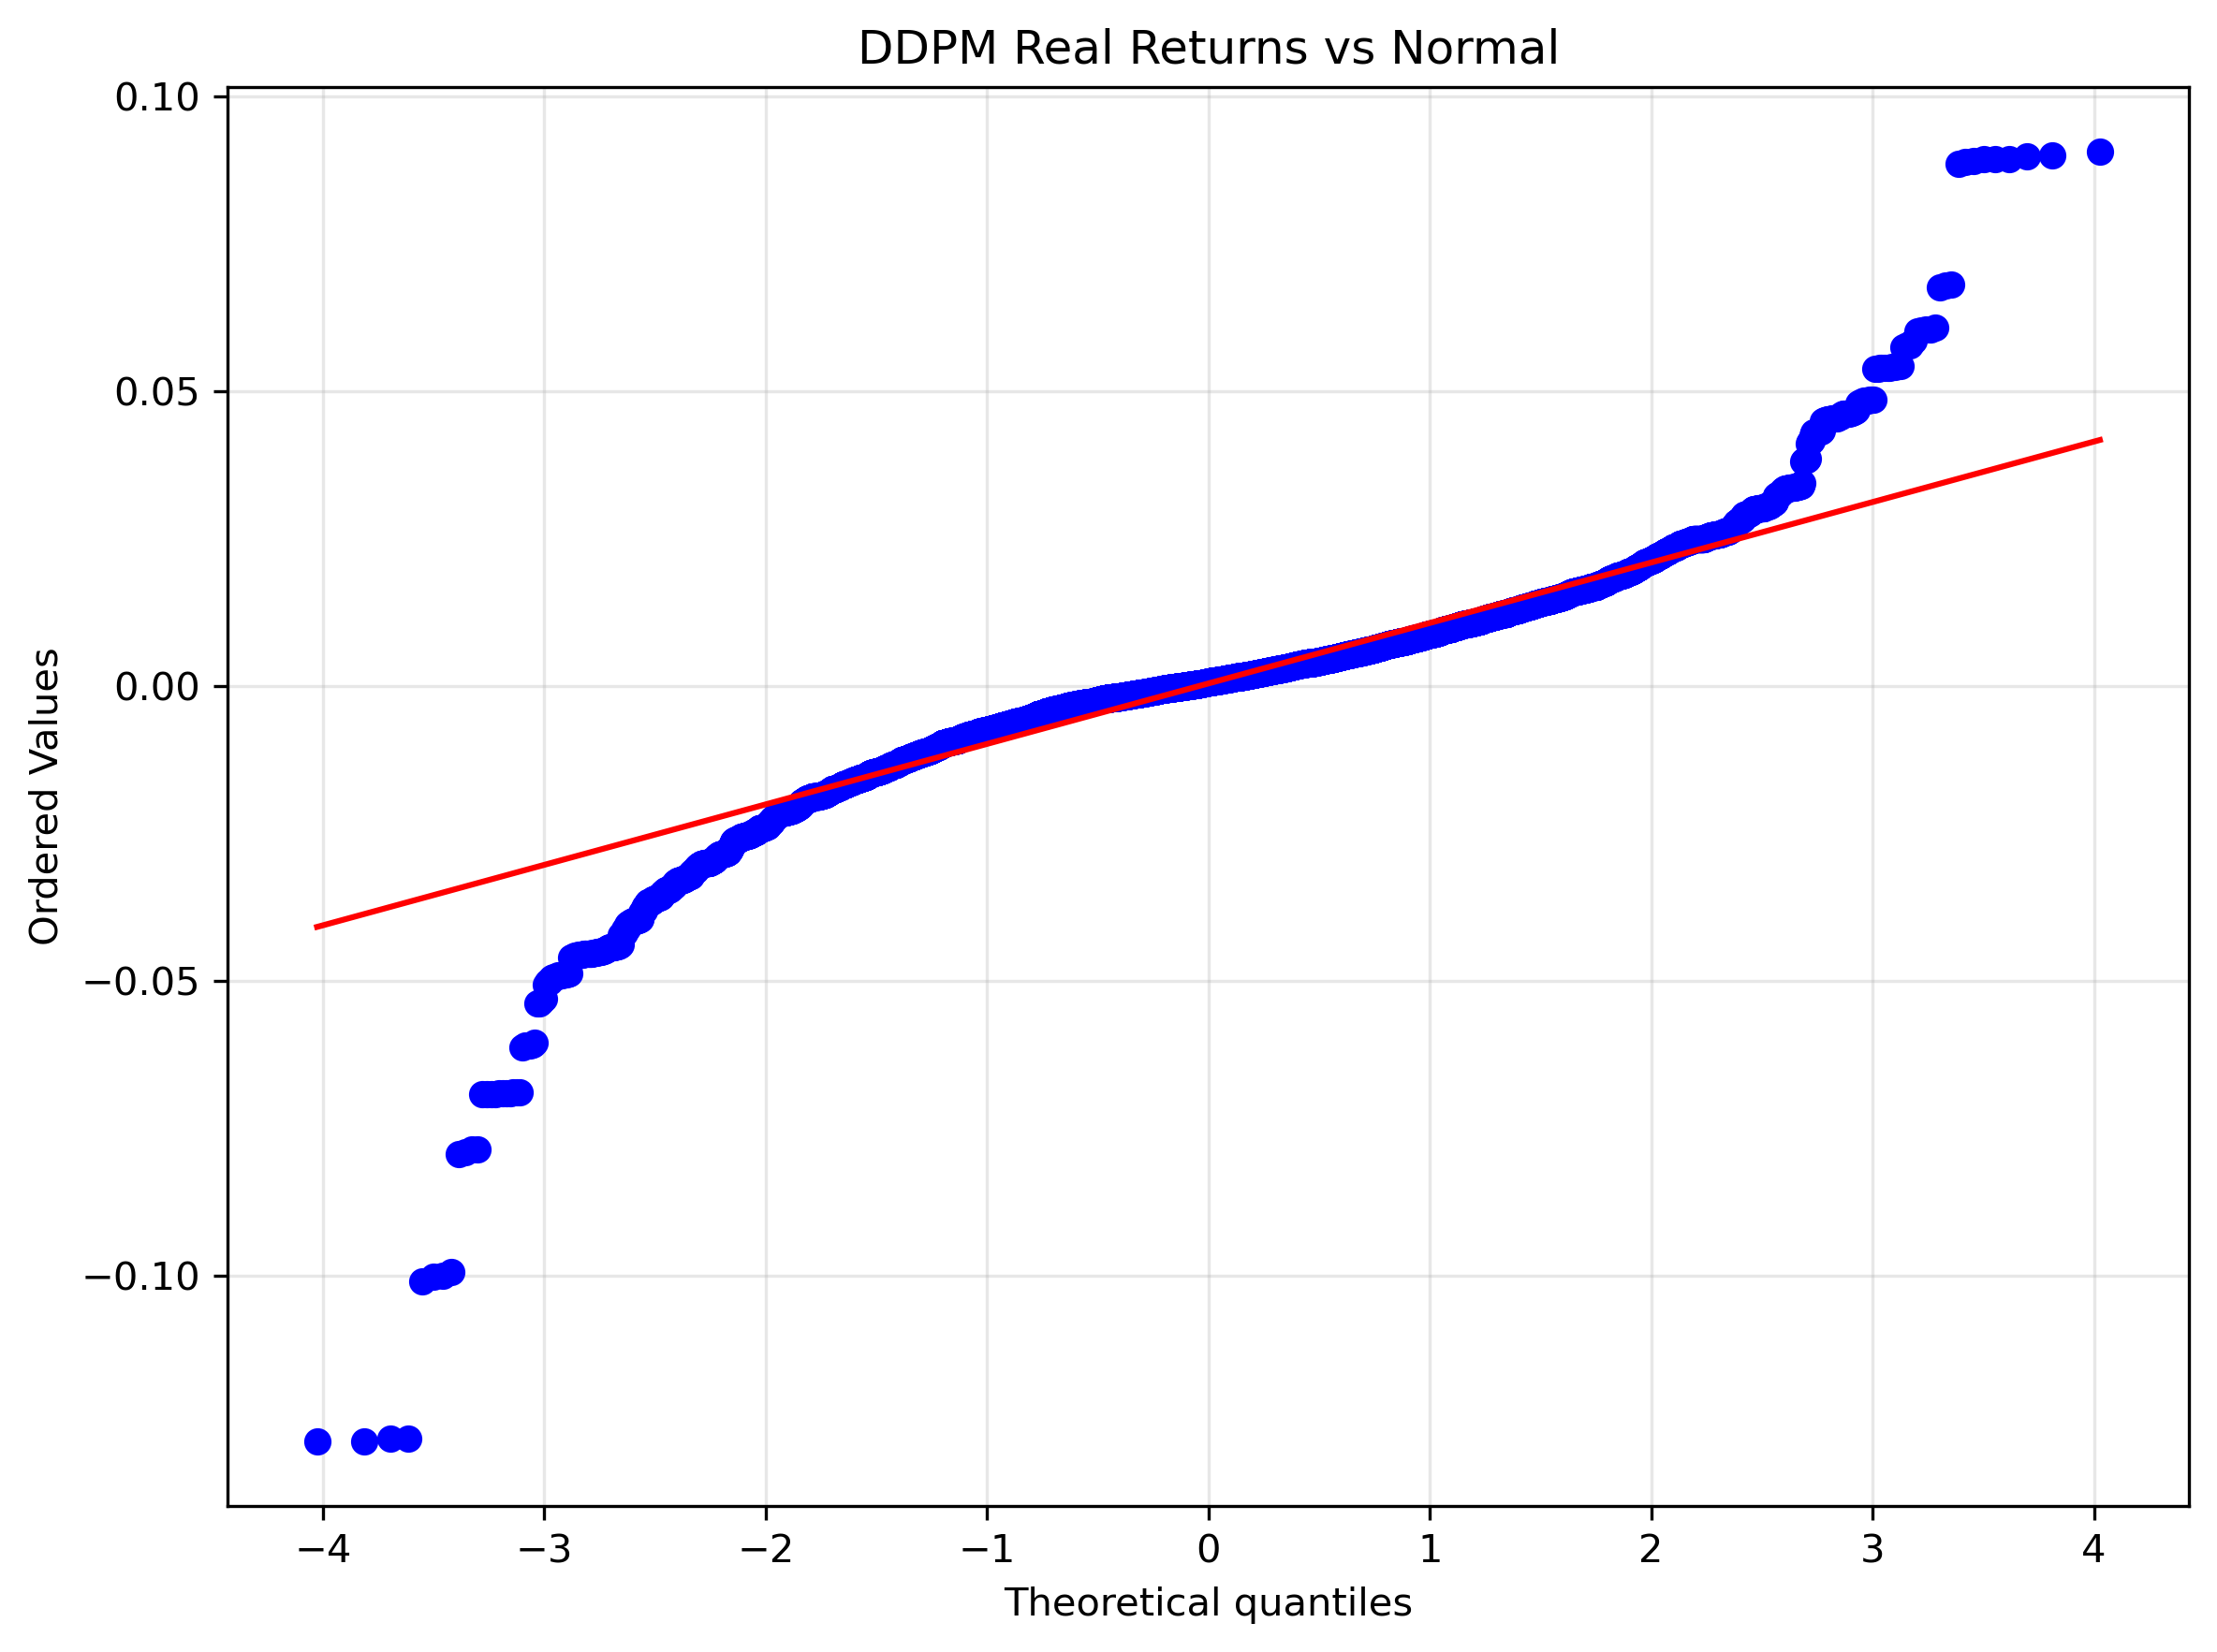 DDPM Real Returns vs Normal
0.10
0.05
0.00
−0.05
−0.10
Ordered Values
−4 −3 −2 −1 0 1 2 3 4
Theoretical quantiles